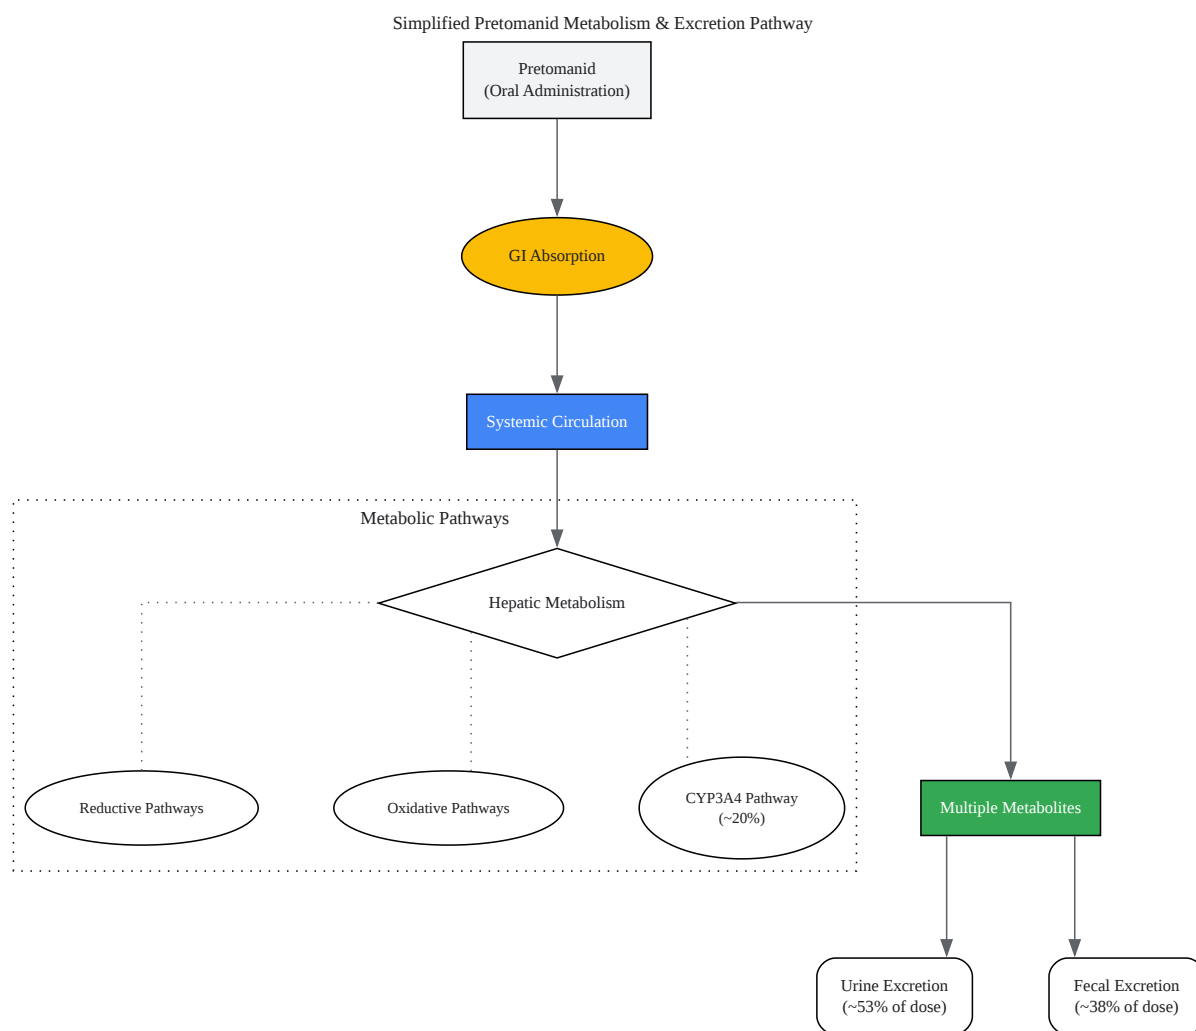 Simplified Pretomanid Metabolism & Excretion Pathway
Pretomanid
(Oral Administration)
GI Absorption
Systemic Circulation
Metabolic Pathways
Hepatic Metabolism
Reductive Pathways
Oxidative Pathways
CYP3A4 Pathway
(~20%)
Multiple Metabolites
Urine Excretion
(~53% of dose)
Fecal Excretion
(~38% of dose)